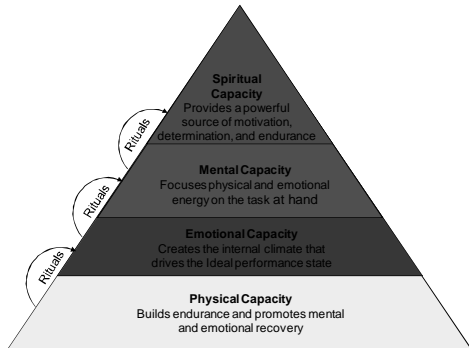 Spiritual
Capacity
Provides a powerful
source of motivation,
determination, and endurance
Rituals
Mental Capacity
Focuses physical and emotional
energy on the task at hand
Rituals
Emotional Capacity
Creates the internal climate that
drives the Ideal performance state
Rituals
Physical Capacity
Builds endurance and promotes mental
and emotional recovery